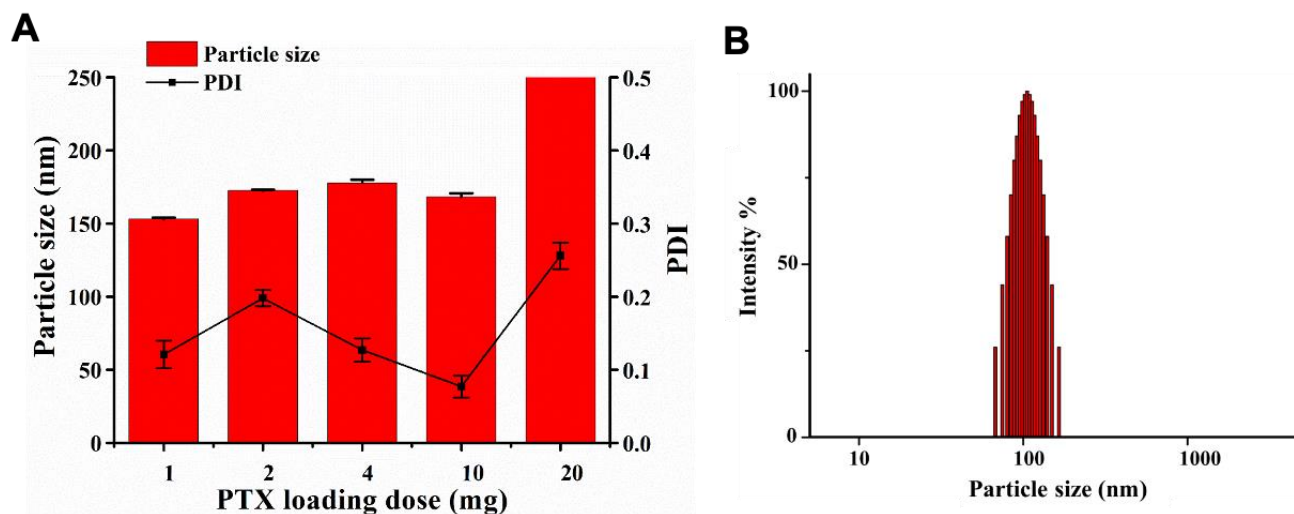 A
Particle size
PDI
250
200
150
100
50
0
Particle size (nm)
0.5
0.4
0.3
0.2
0.1
0.0
PDI
1 2 4 10 20
PTX loading dose (mg)
B
100
50
0
Intensity %
10 100 1000
Particle size (nm)